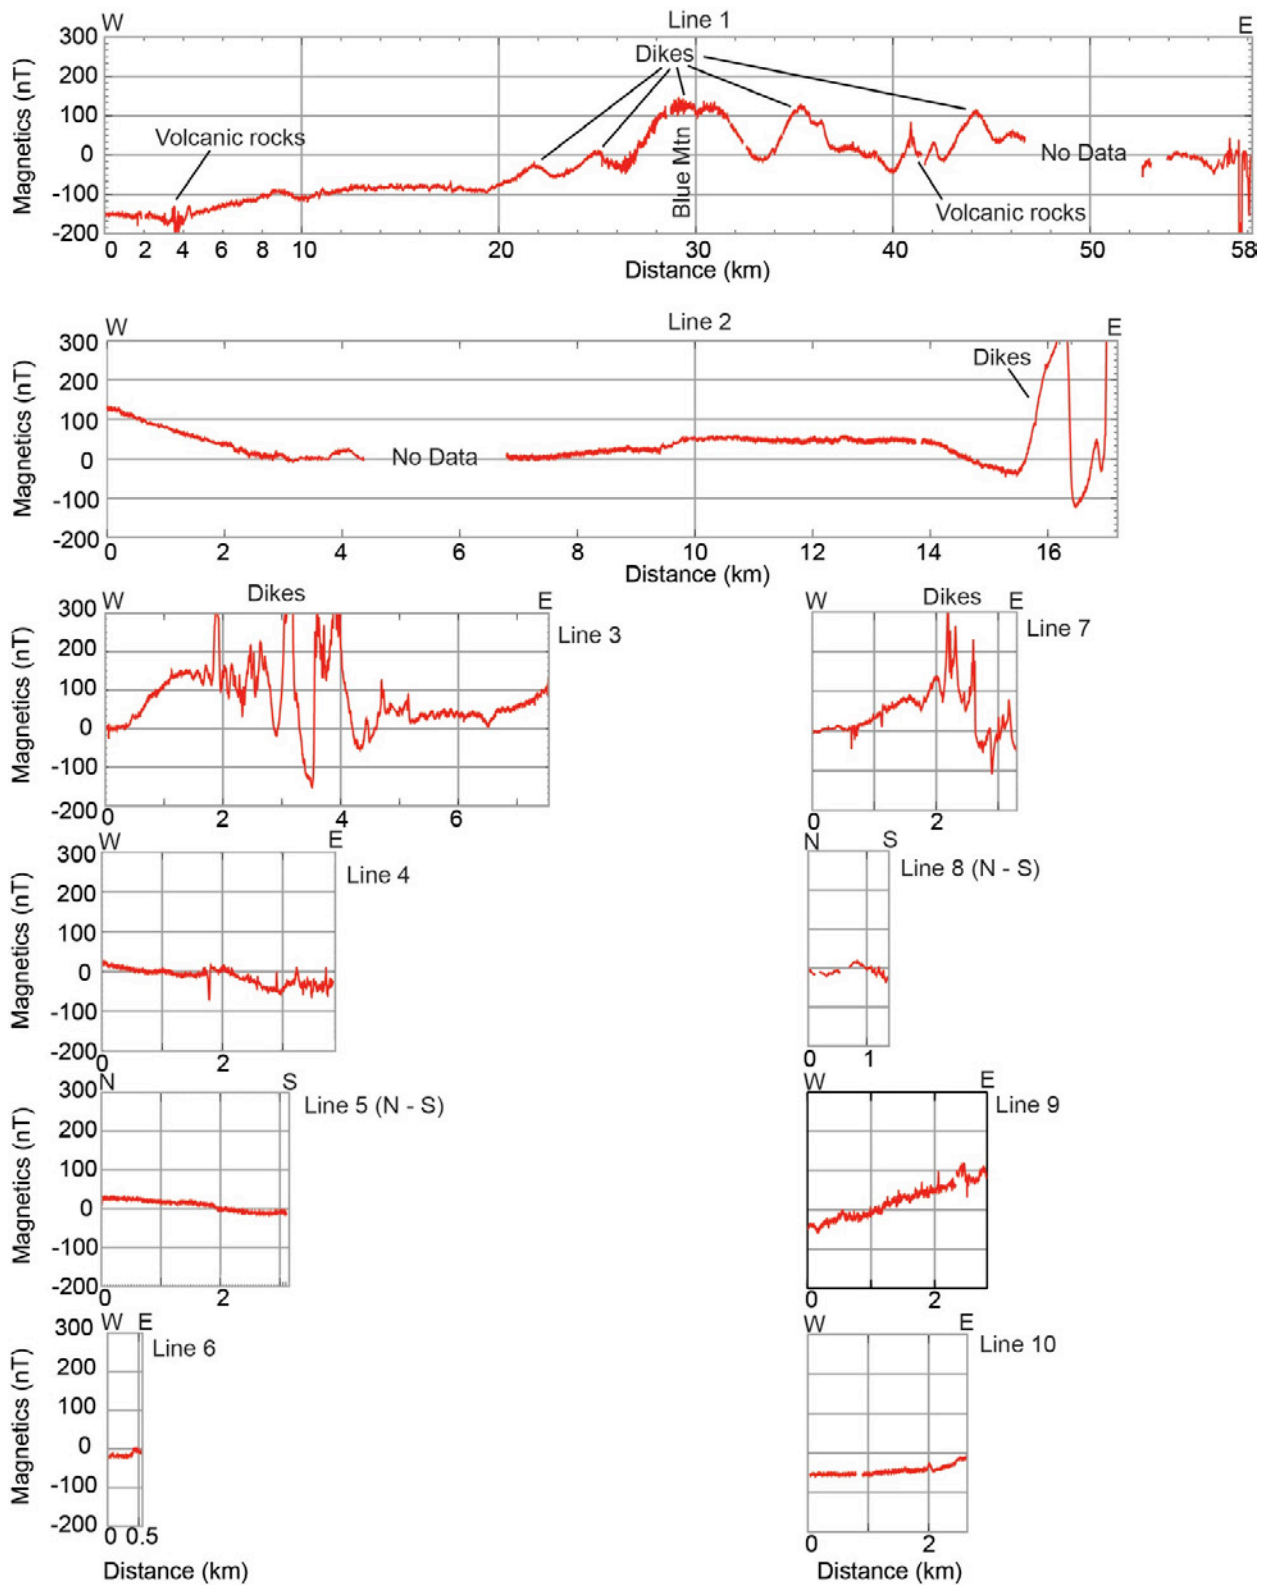 W Line 1 E
Magnetics (nT)
300
200
100
0
-100
-200
Dikes
Volcanic rocks
Blue Mtn
No Data
Volcanic rocks
0 2 4 6 8 10 20 30 40 50 58
Distance (km)
W Line 2 E
Magnetics (nT)
300
200
100
0
-100
-200
Dikes
No Data
0 2 4 6 8 10 12 14 16
Distance (km)
W Dikes E
Line 3
Magnetics (nT)
300
200
100
0
-100
-200
0 2 4 6
W Dikes E
Line 7
0 2
W E
Line 4
Magnetics (nT)
300
200
100
0
-100
-200
0 2
N S
Line 8 (N - S)
0 1
N S
Line 5 (N - S)
Magnetics (nT)
300
200
100
0
-100
-200
0 2
W E
Line 9
0 2
W E
Line 6
Magnetics (nT)
300
200
100
0
-100
-200
0 0.5
Distance (km)
W E
Line 10
0 2
Distance (km)